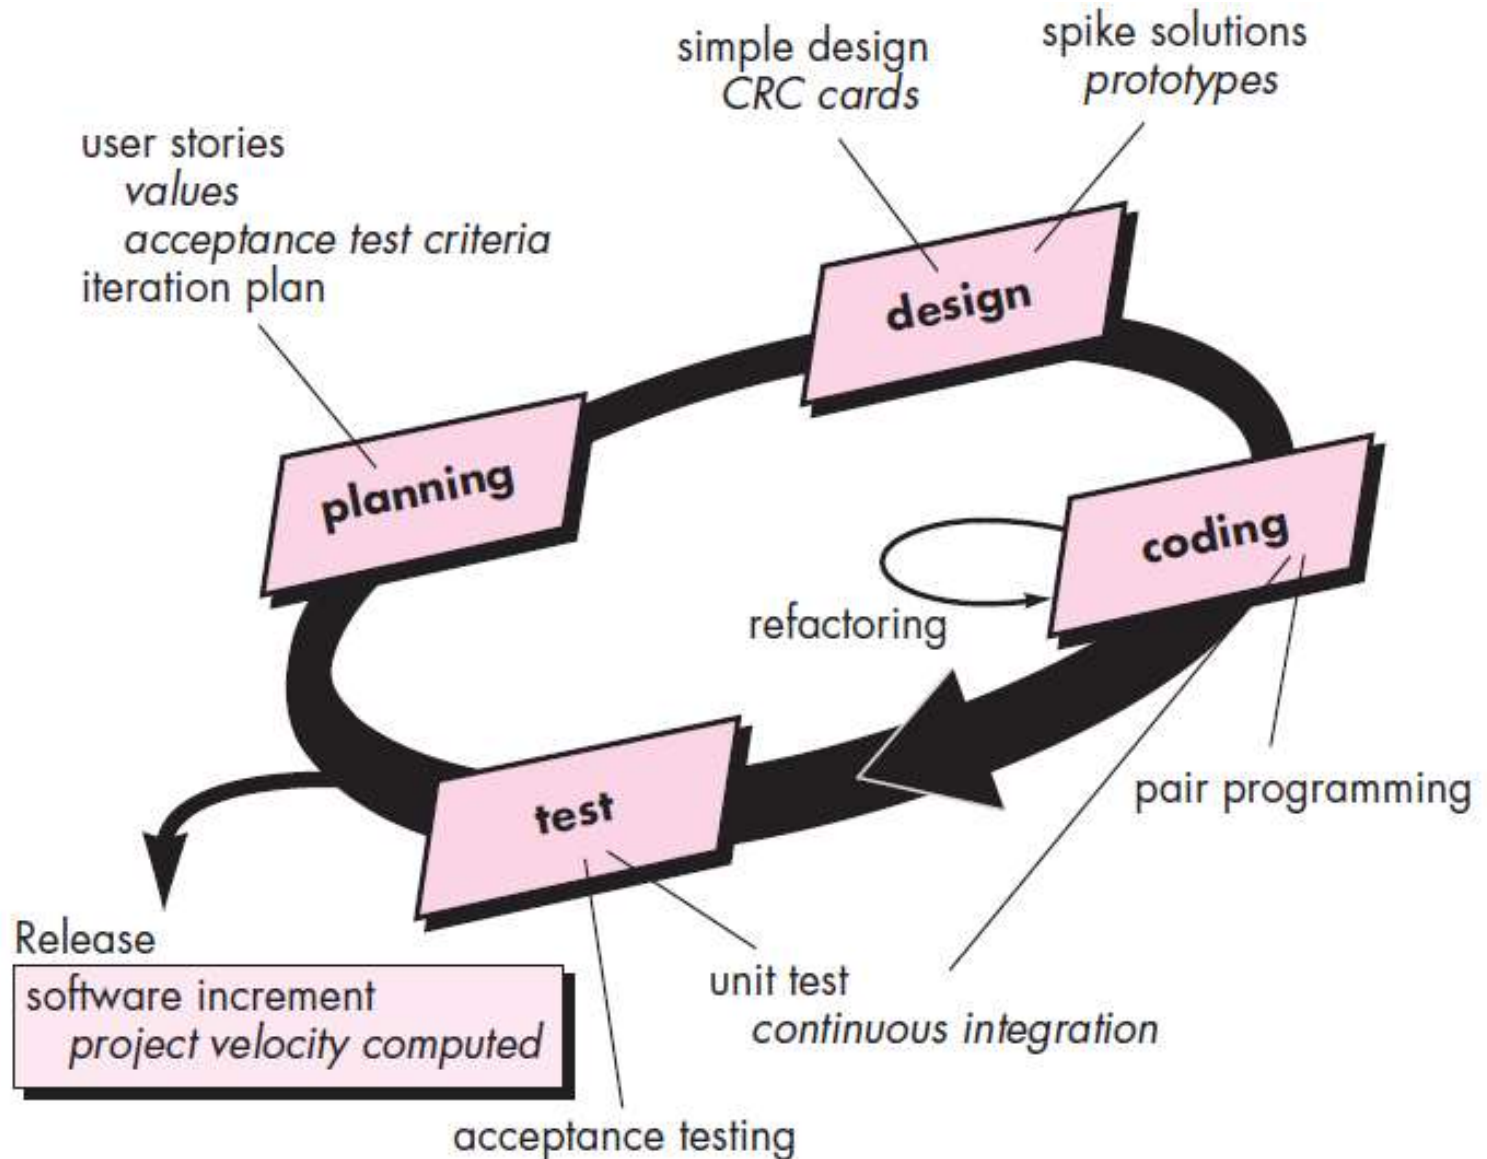 simple design
CRC cards
spike solutions
prototypes
user stories
values
acceptance test criteria
iteration plan
design
planning
coding
refactoring
test
pair programming
Release
software increment
project velocity computed
unit test
continuous integration
acceptance testing